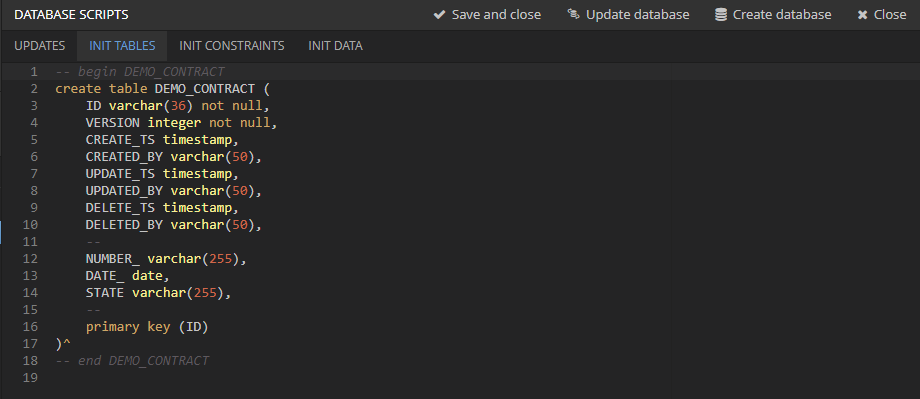 DATABASE SCRIPTS Save and close Update database Create database Close
UPDATES INIT TABLES INIT CONSTRAINTS INIT DATA
1 -- begin DEMO_CONTRACT
2 create table DEMO_CONTRACT (
3     ID varchar(36) not null,
4     VERSION integer not null,
5     CREATE_TS timestamp,
6     CREATED_BY varchar(50),
7     UPDATE_TS timestamp,
8     UPDATED_BY varchar(50),
9     DELETE_TS timestamp,
10     DELETED_BY varchar(50),
11     --
12     NUMBER_ varchar(255),
13     DATE_ date,
14     STATE varchar(255),
15     --
16     primary key (ID)
17 )^
18 -- end DEMO_CONTRACT
19